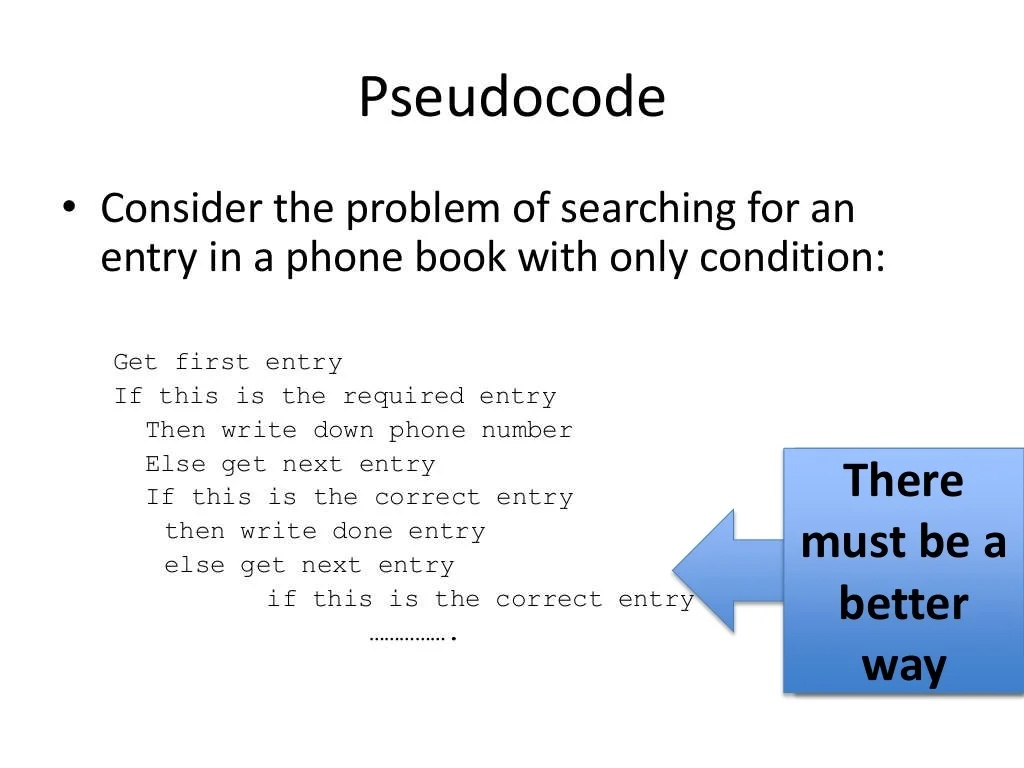 Pseudocode
• Consider the problem of searching for an
entry in a phone book with only condition:
Get first entry
If this is the required entry
Then write down phone number
Else get next entry
If this is the correct entry
then write done entry
else get next entry
if this is the correct entry
…………….
There
must be a
better
way